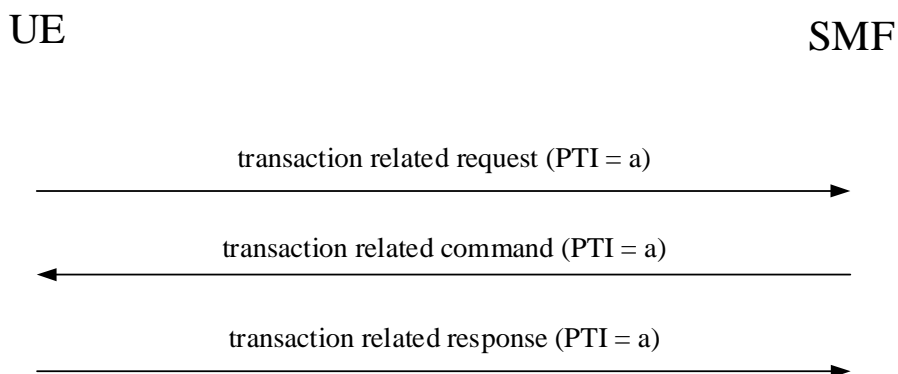 UE
SMF
transaction related request (PTI = a)
transaction related command (PTI = a)
transaction related response (PTI = a)